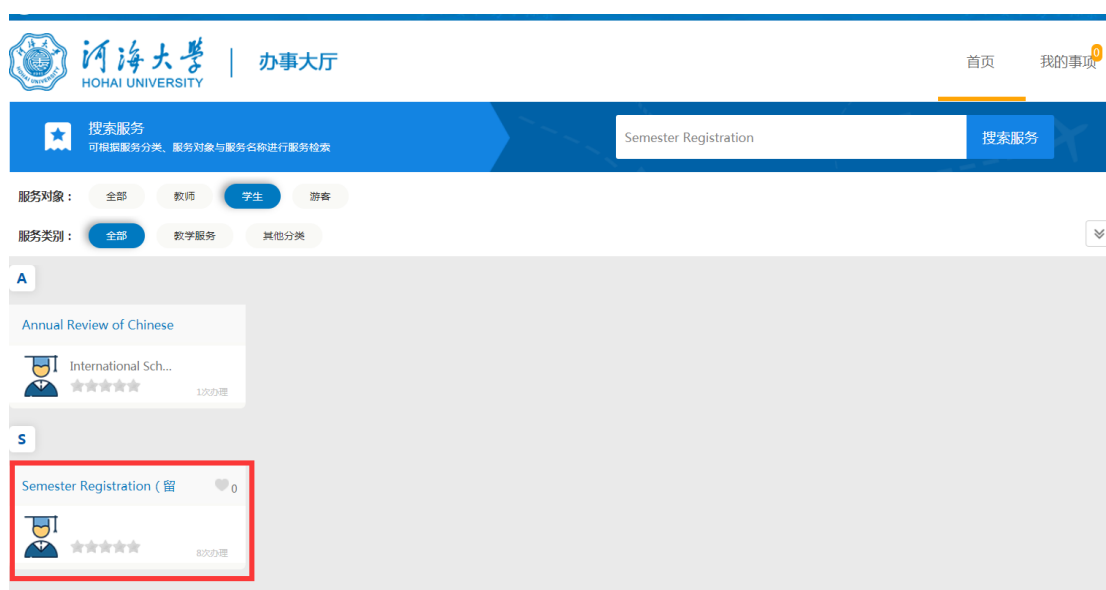 河海大學
HOHAI UNIVERSITY
办事大厅
首页
我的事项
0
搜索服务
可根据服务分类、服务对象与服务名称进行服务检索
Semester Registration
搜索服务
服务对象：
全部
教师
学生
游客
服务类别：
全部
教学服务
其他分类
A
Annual Review of Chinese
International Sch...
1次办理
S
Semester Registration ( 留
0
8次办理